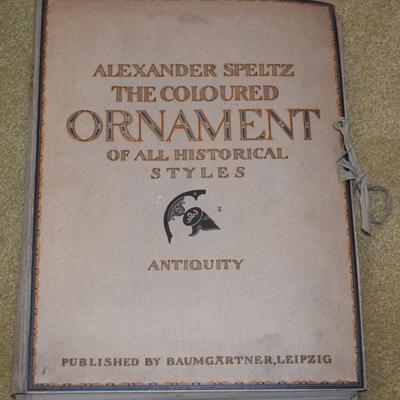 ALEXANDER SPELTZ
THE COLOURED
ORNAMENT
OF ALL HISTORICAL
STYLES
ANTIQUITY
PUBLISHED BY BAUMGÄRTNER, LEIPZIG